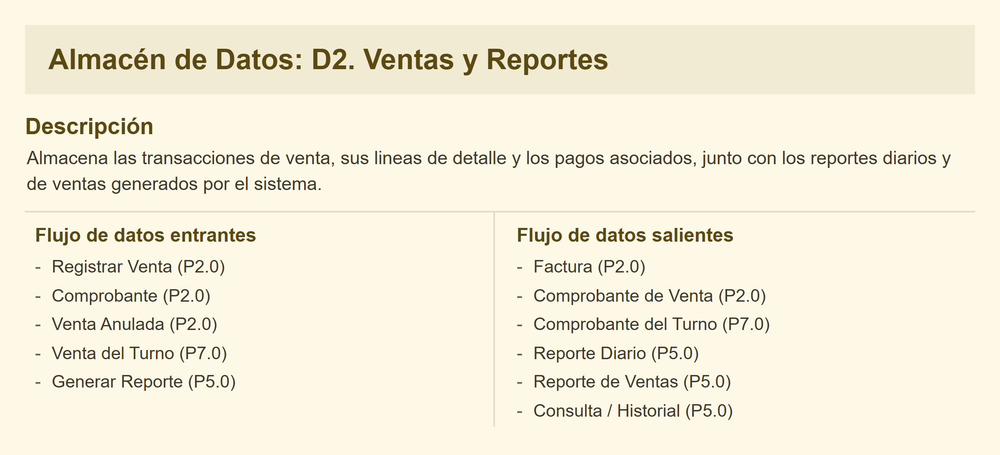 Almacén de Datos: D2. Ventas y Reportes
Descripción
Almacena las transacciones de venta, sus lineas de detalle y los pagos asociados, junto con los reportes diarios y
de ventas generados por el sistema.
Flujo de datos entrantes
- Registrar Venta (P2.0)
- Comprobante (P2.0)
- Venta Anulada (P2.0)
- Venta del Turno (P7.0)
- Generar Reporte (P5.0)
Flujo de datos salientes
- Factura (P2.0)
- Comprobante de Venta (P2.0)
- Comprobante del Turno (P7.0)
- Reporte Diario (P5.0)
- Reporte de Ventas (P5.0)
- Consulta / Historial (P5.0)